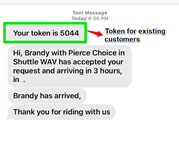 Text Message
Today 4:56 PM
Your token is 5044
Token for existing
customers
Hi, Brandy with Pierce Choice in
Shuttle WAV has accepted your
request and arriving in 3 hours,
in .
Brandy has arrived,
Thank you for riding with us